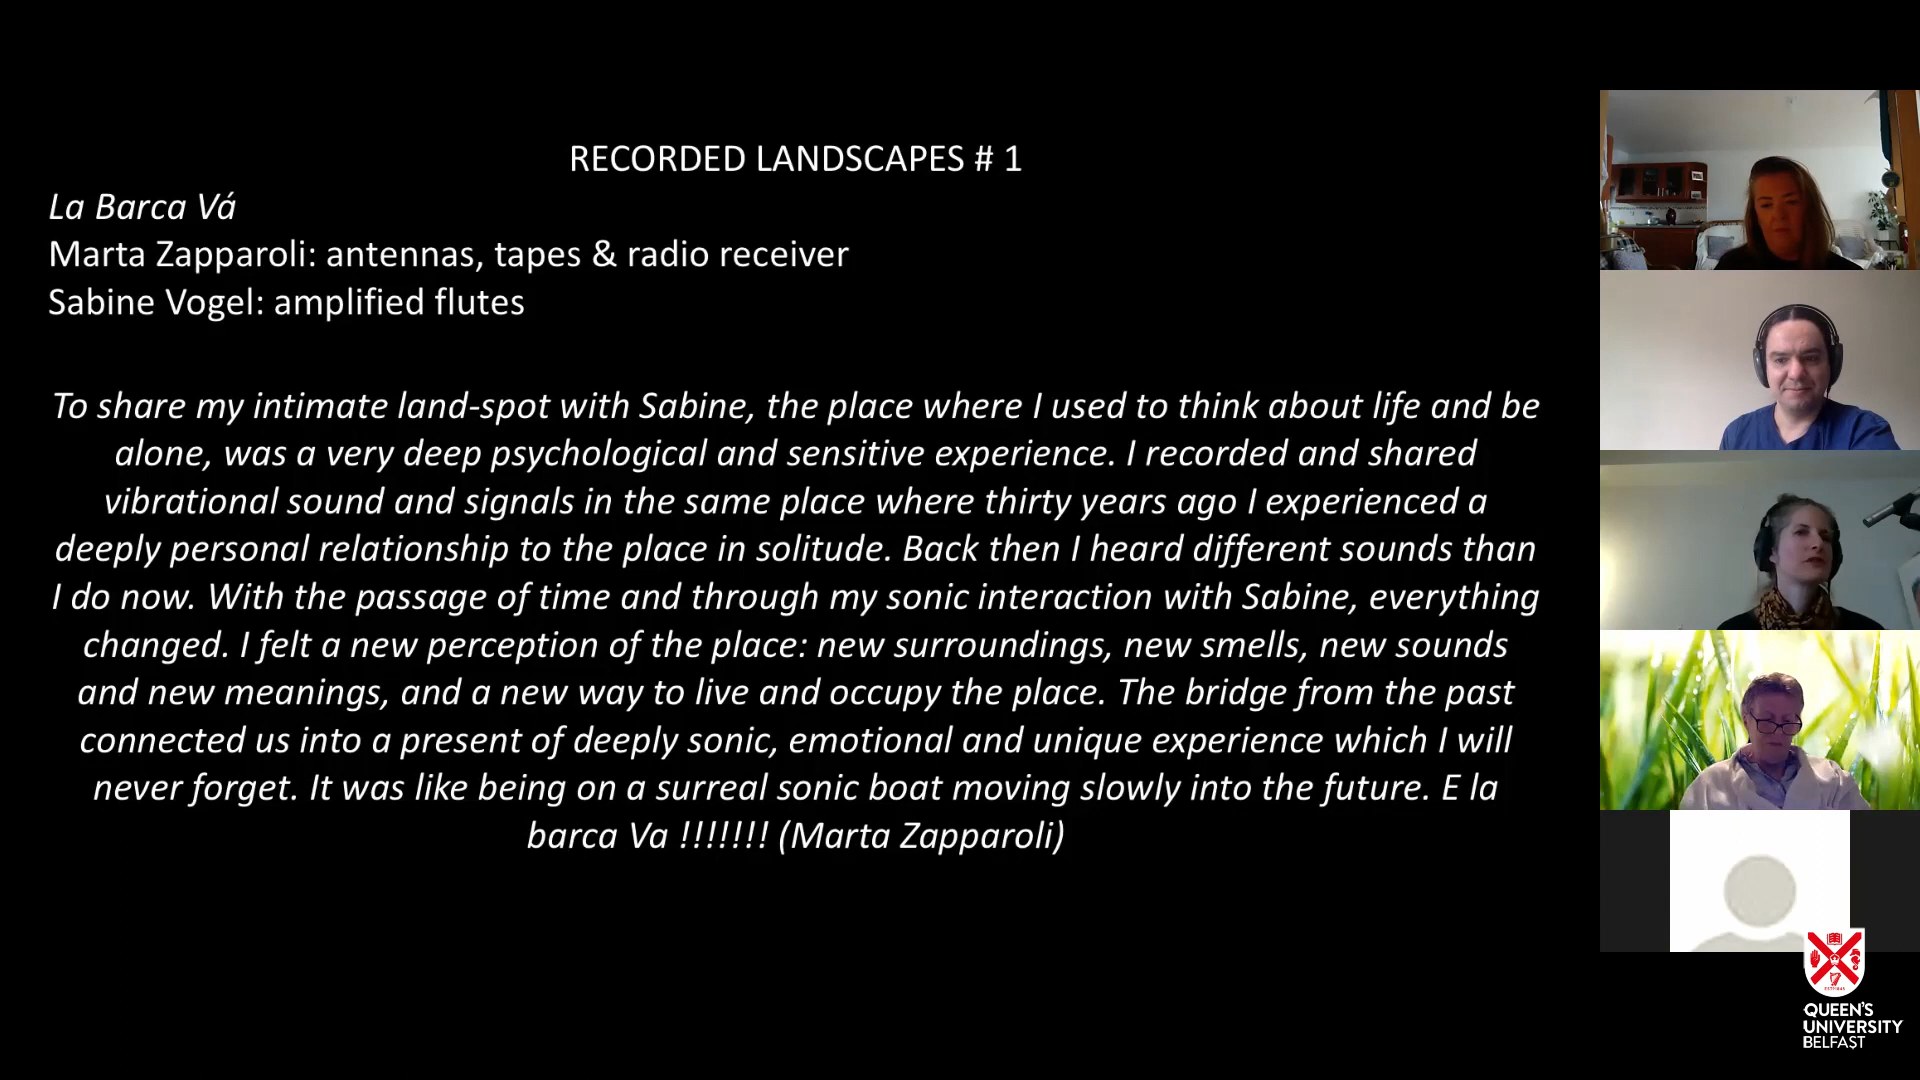 RECORDED LANDSCAPES # 1
La Barca Vá
Marta Zapparoli: antennas, tapes & radio receiver
Sabine Vogel: amplified flutes
To share my intimate land-spot with Sabine, the place where I used to think about life and be
alone, was a very deep psychological and sensitive experience. I recorded and shared
vibrational sound and signals in the same place where thirty years ago I experienced a
deeply personal relationship to the place in solitude. Back then I heard different sounds than
I do now. With the passage of time and through my sonic interaction with Sabine, everything
changed. I felt a new perception of the place: new surroundings, new smells, new sounds
and new meanings, and a new way to live and occupy the place. The bridge from the past
connected us into a present of deeply sonic, emotional and unique experience which I will
never forget. It was like being on a surreal sonic boat moving slowly into the future. E la
barca Va !!!!!!! (Marta Zapparoli)
QUEEN'S
UNIVERSITY
BELFAST